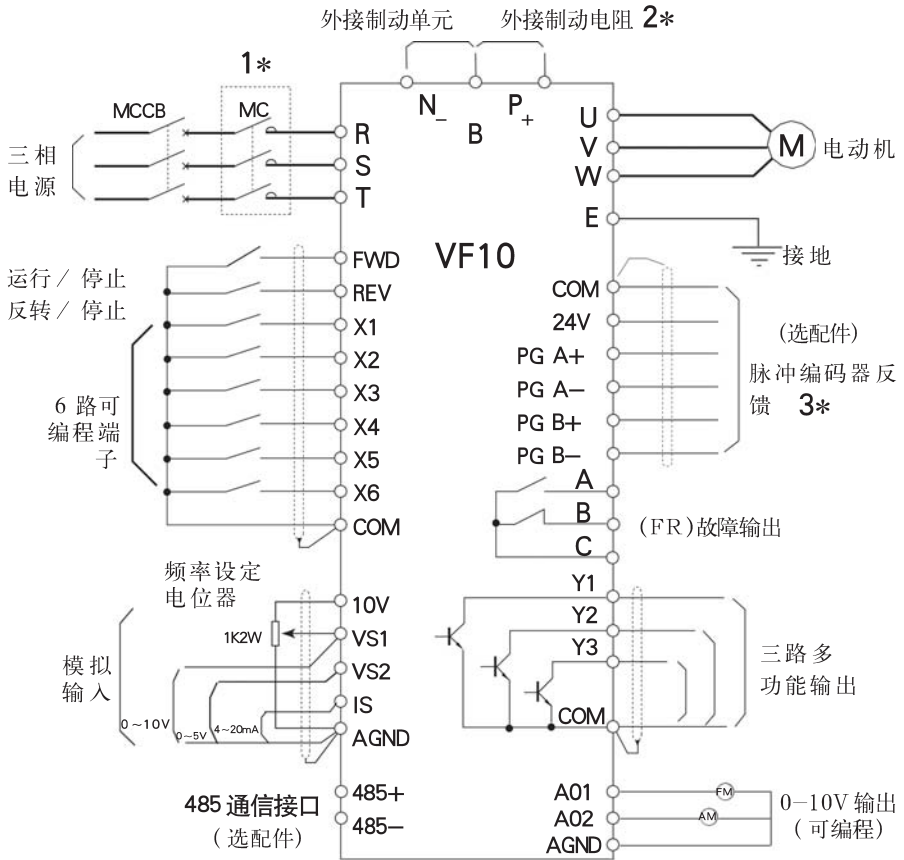 外接制动单元 外接制动电阻 2*
1*
MCCB MC
N_ B P+
三相
电源
R
S
T
U
V
W
M 电动机
E
接地
VF10
运行/停止
反转/停止
FWD
REV
X1
X2
X3
X4
X5
X6
COM
6路可
编程端
子
COM
24V
PG A+
PG A-
PG B+
PG B-
(选配件)
脉冲编码器反
馈 3*
A
B
C
(FR)故障输出
频率设定
电位器
1K2W
模拟
输入
0~10V
0~5V
4~20mA
10V
VS1
VS2
IS
AGND
Y1
Y2
Y3
COM
三路多
功能输出
485通信接口
(选配件)
485+
485-
A01
A02
AGND
FM
AM
0-10V输出
(可编程)